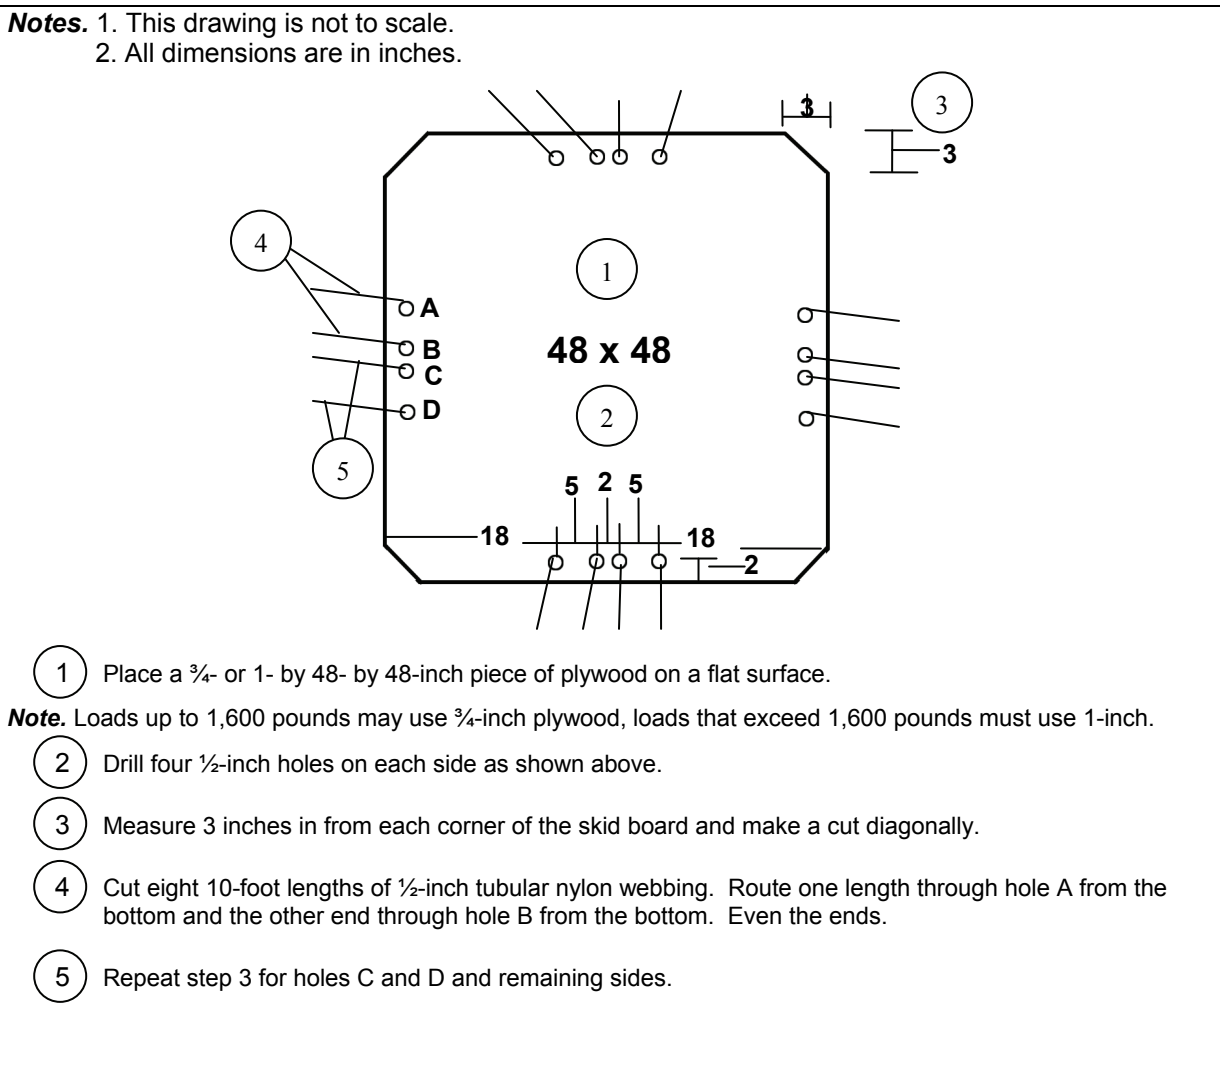 Notes. 1. This drawing is not to scale.
2. All dimensions are in inches.
3
3
3
4
1
A
B
C
D
48 x 48
2
5
5 2 5
18
18
2
1 Place a ¾- or 1- by 48- by 48-inch piece of plywood on a flat surface.
Note. Loads up to 1,600 pounds may use ¾-inch plywood, loads that exceed 1,600 pounds must use 1-inch.
2 Drill four ½-inch holes on each side as shown above.
3 Measure 3 inches in from each corner of the skid board and make a cut diagonally.
4 Cut eight 10-foot lengths of ½-inch tubular nylon webbing. Route one length through hole A from the
bottom and the other end through hole B from the bottom. Even the ends.
5 Repeat step 3 for holes C and D and remaining sides.